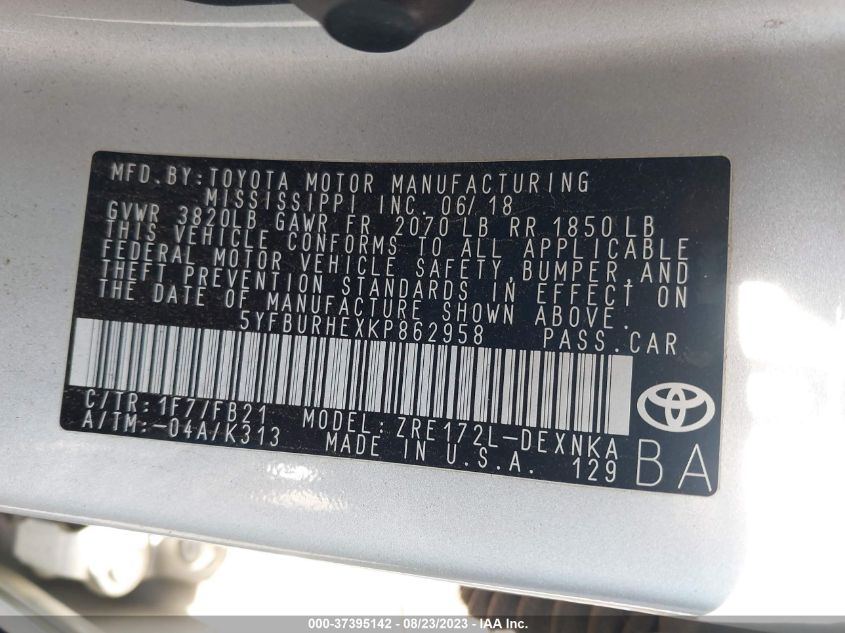 MFD.BY:TOYOTA MOTOR MANUFACTURING
MISSISSIPPI INC. 06/18
GVWR 3820LB GAWR FR 2070 LB RR 1850 LB
THIS VEHICLE CONFORMS TO ALL APPLICABLE
FEDERAL MOTOR VEHICLE SAFETY, BUMPER, AND
THEFT PREVENTION STANDARDS IN EFFECT ON
THE DATE OF MANUFACTURE SHOWN ABOVE.
5YFBURHEXKP862958 PASS.CAR
C/TR:1F7/FB21 MODEL:ZRE172L-DEXNKA
A/TM:-04A/K313 MADE IN U.S.A. 129
BA
000-37395142 - 08/23/2023 - IAA Inc.